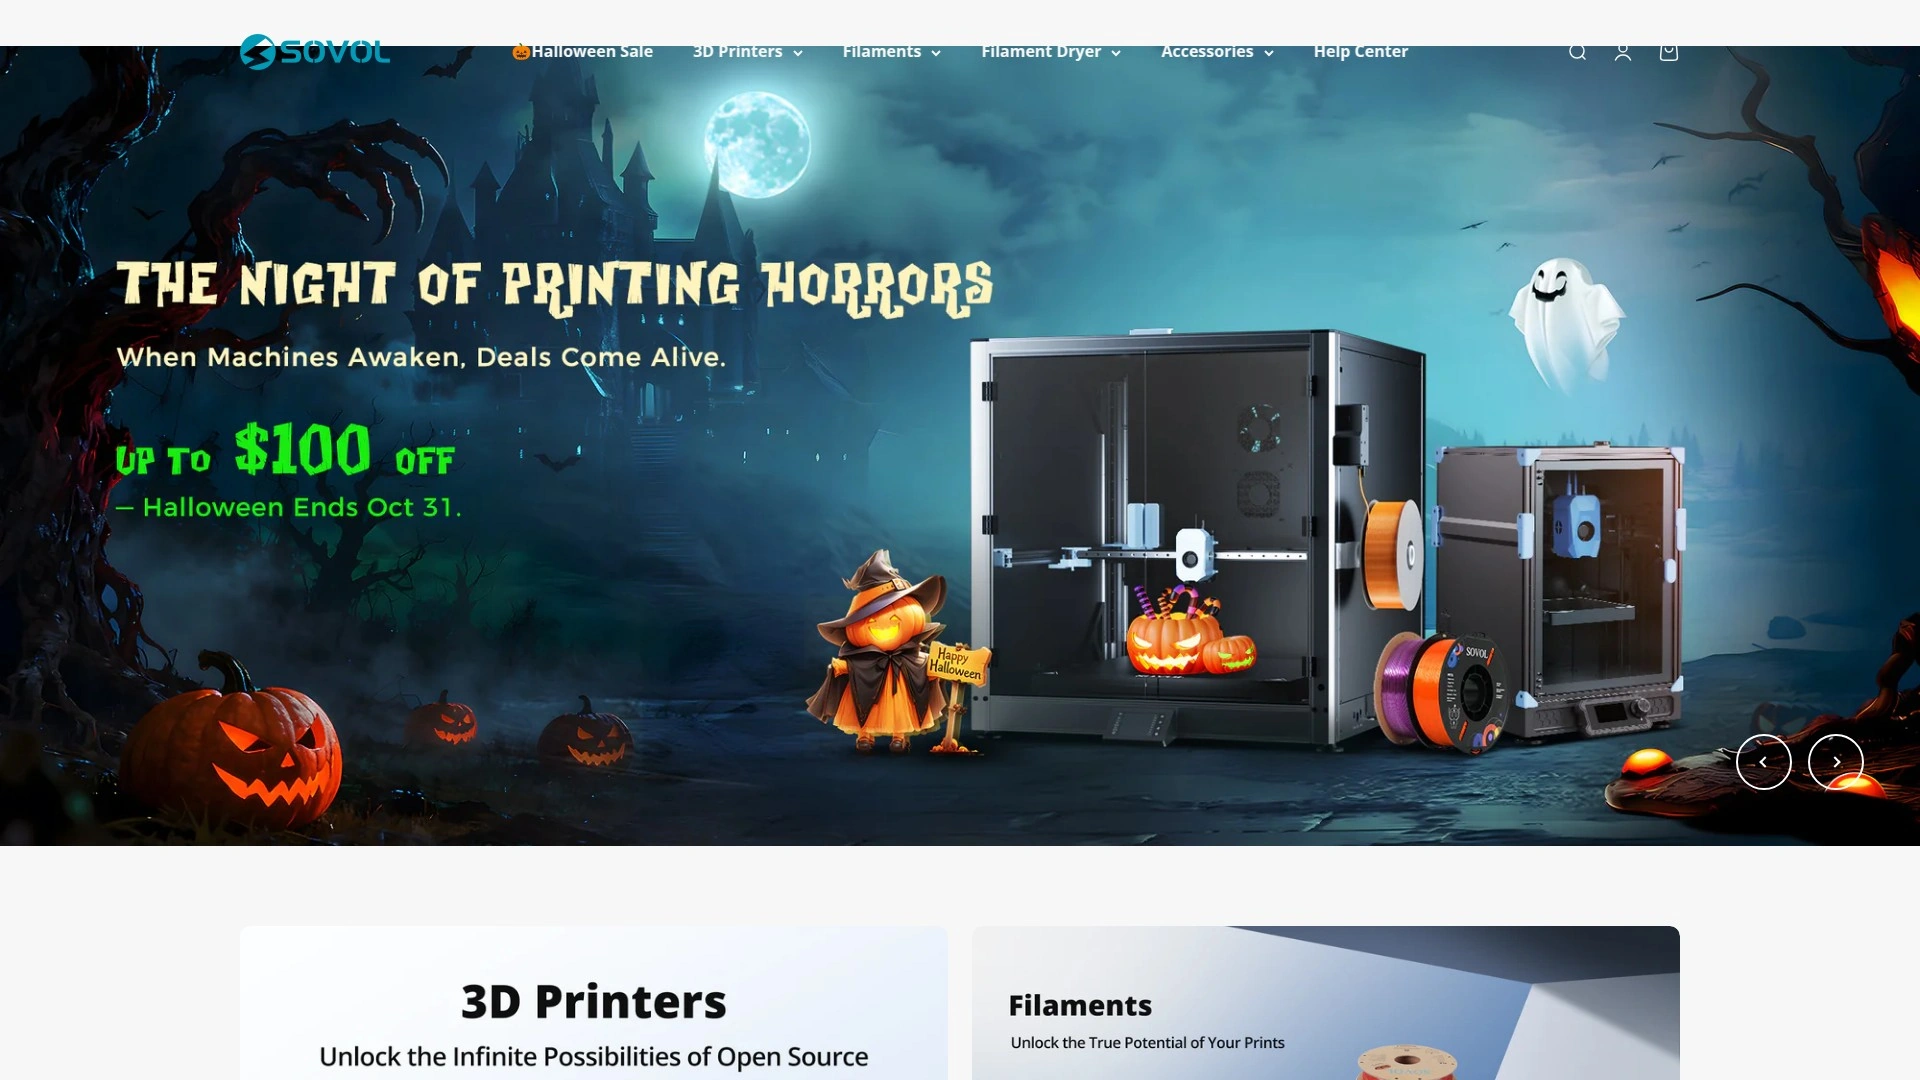 SOVOL
🎃Halloween Sale
3D Printers
Filaments
Filament Dryer
Accessories
Help Center
THE NIGHT OF PRINTING HORRORS
When Machines Awaken, Deals Come Alive.
UP TO $100 OFF
— Halloween Ends Oct 31.
Happy
Halloween
SOVOL
3D Printers
Unlock the Infinite Possibilities of Open Source
Filaments
Unlock the True Potential of Your Prints